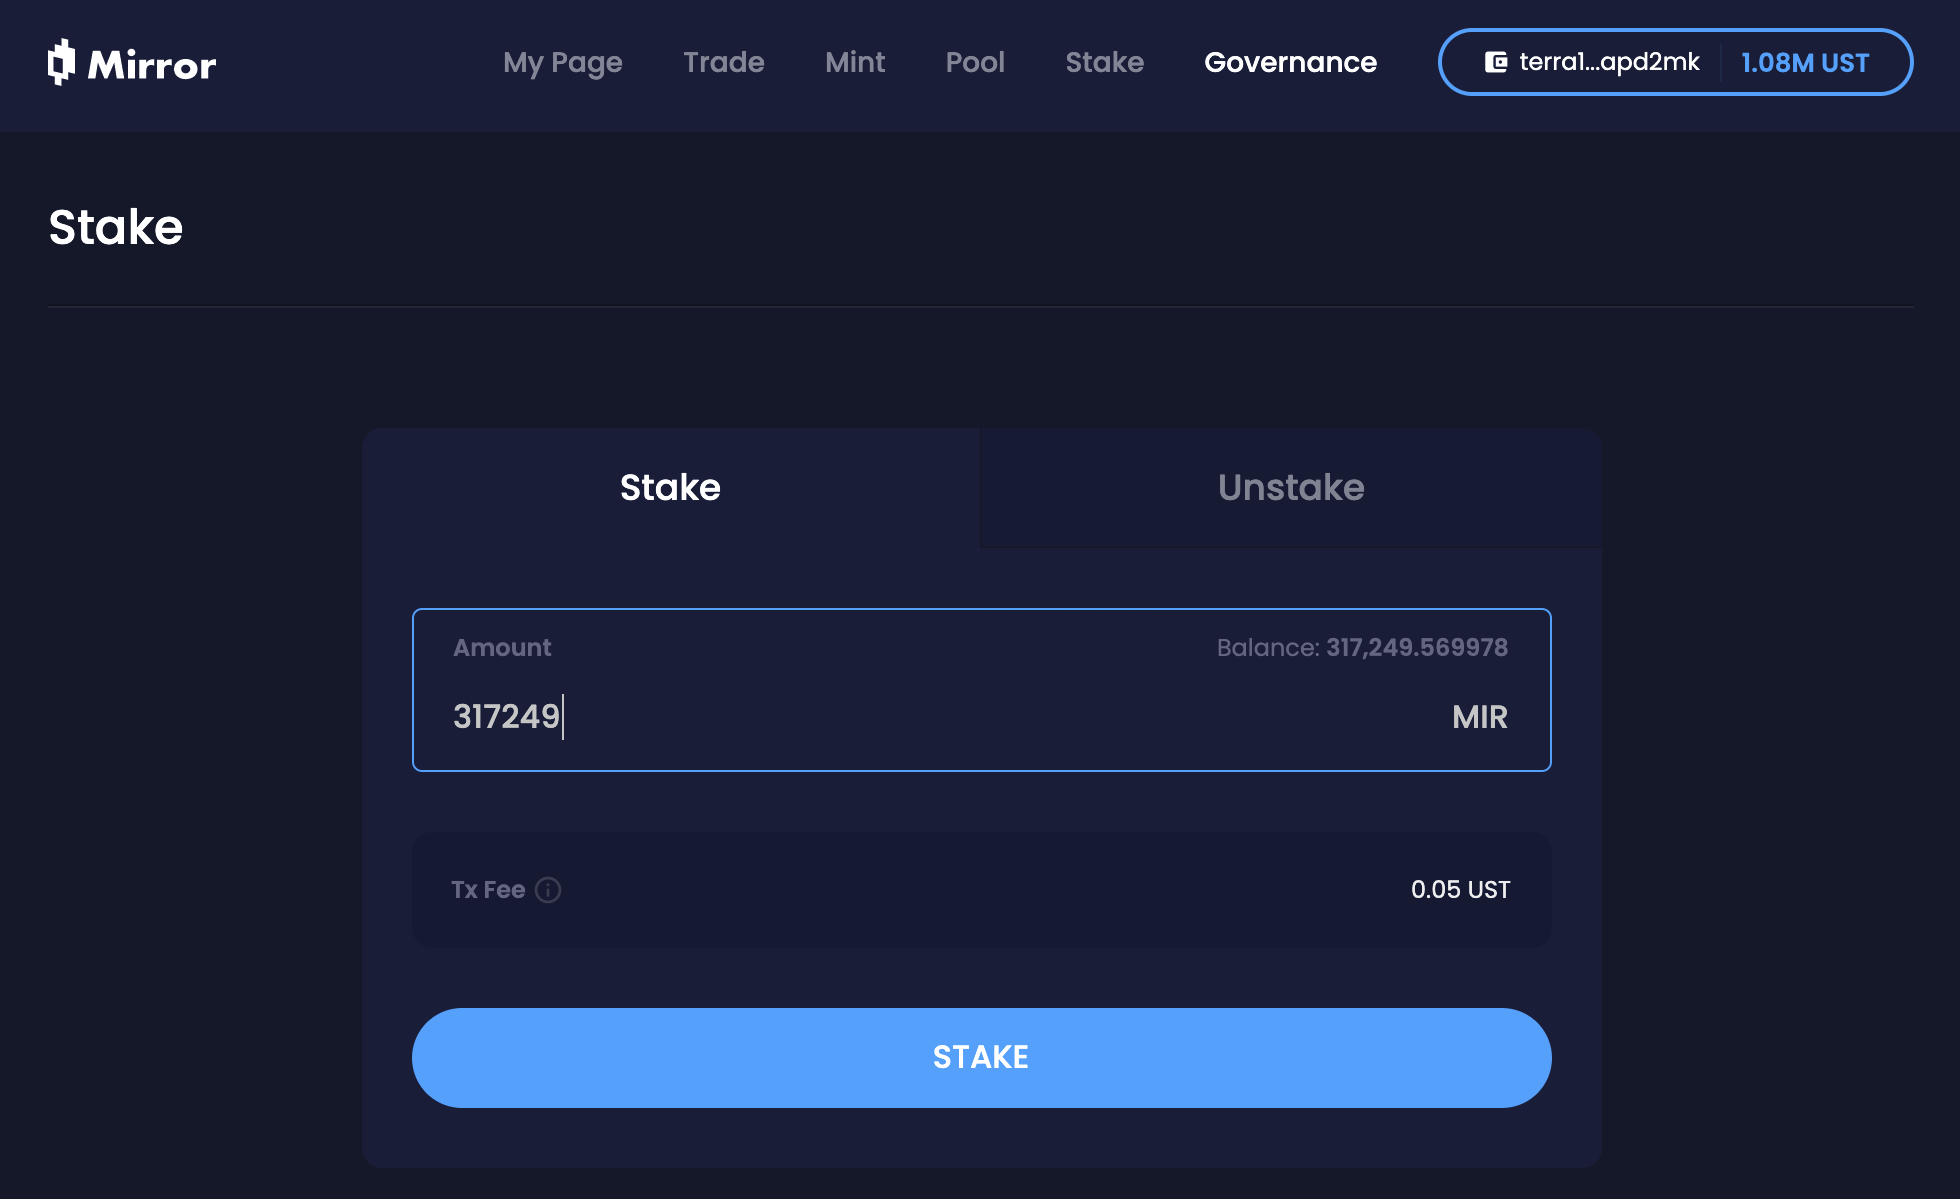 Mirror My Page Trade Mint Pool Stake Governance terra1...apd2mk 1.08M UST
Stake
Stake Unstake
Amount Balance: 317,249.569978
317249 MIR
Tx Fee 0.05 UST
STAKE